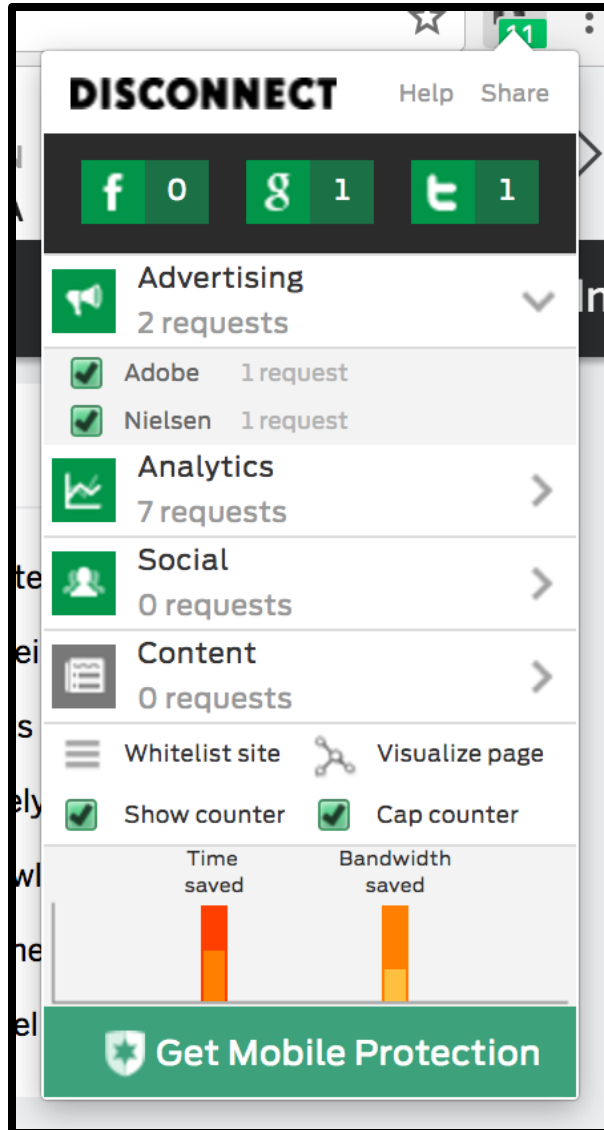 11
DISCONNECT Help Share
f 0 g 1 t 1
Advertising
2 requests
In
Adobe 1 request
Nielsen 1 request
Analytics
7 requests
Social
0 requests
Content
0 requests
Whitelist site Visualize page
Show counter Cap counter
Time saved
Bandwidth saved
Get Mobile Protection